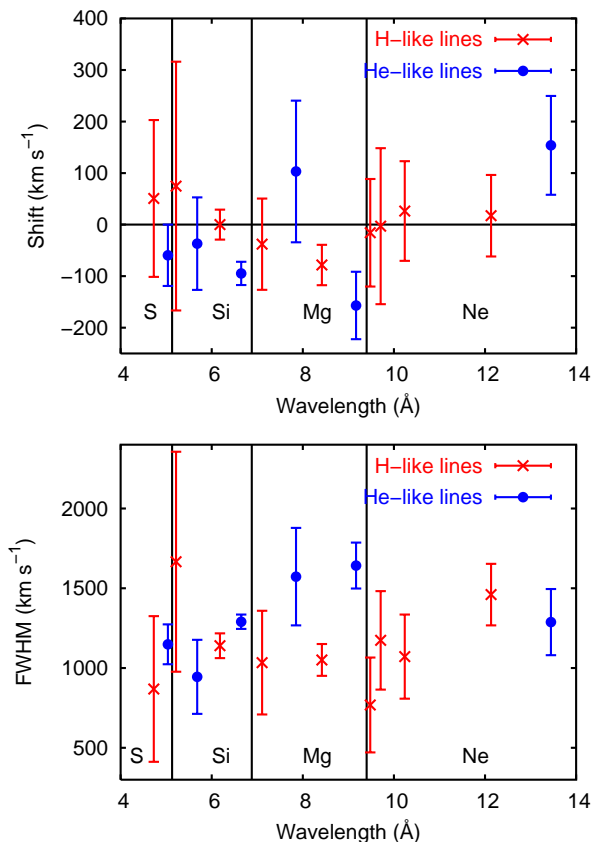 400
300
200
100
0
−100
−200
Shift (km s⁻¹)
H−like lines
He−like lines
S Si Mg Ne
4 6 8 10 12 14
Wavelength (Å)
2000
1500
1000
500
FWHM (km s⁻¹)
H−like lines
He−like lines
S Si Mg Ne
4 6 8 10 12 14
Wavelength (Å)